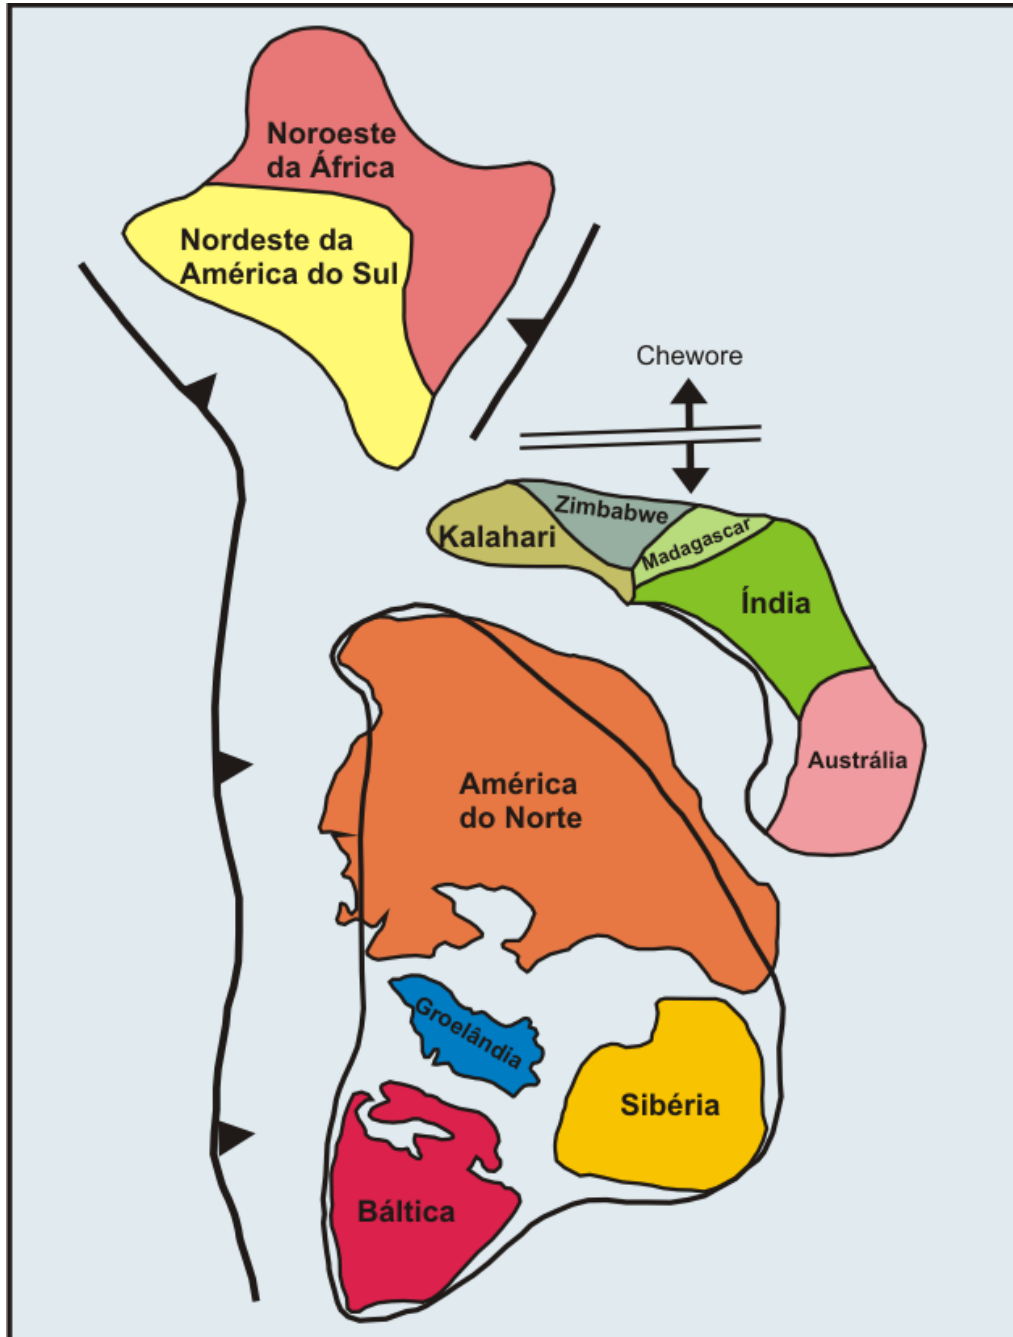 Noroeste
da África
Nordeste da
América do Sul
Chewore
Zimbabwe
Kalahari
Madagascar
Índia
Austrália
América
do Norte
Groelândia
Sibéria
Báltica